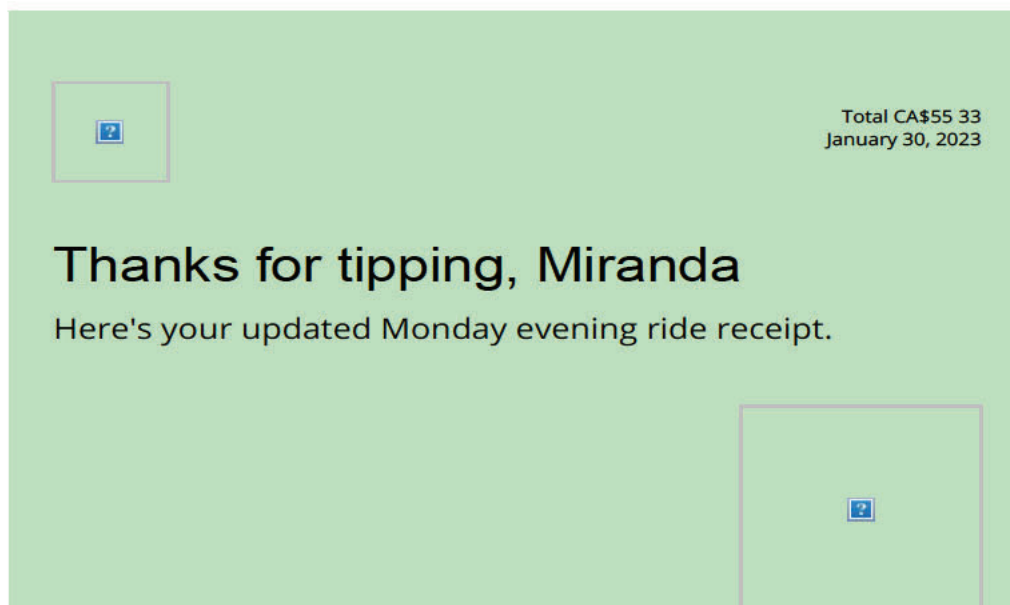 Total CA$55 33
January 30, 2023
Thanks for tipping, Miranda
Here's your updated Monday evening ride receipt.